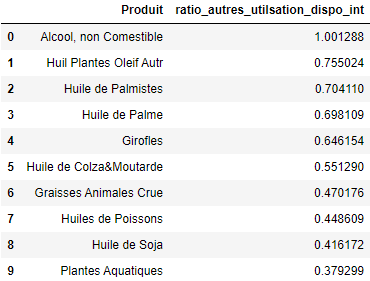 Produit ratio_autres_utilsation_dispo_int
0 Alcool, non Comestible 1.001288
1 Huil Plantes Oleif Autr 0.755024
2 Huile de Palmistes 0.704110
3 Huile de Palme 0.698109
4 Girofles 0.646154
5 Huile de Colza&Moutarde 0.551290
6 Graisses Animales Crue 0.470176
7 Huiles de Poissons 0.448609
8 Huile de Soja 0.416172
9 Plantes Aquatiques 0.379299